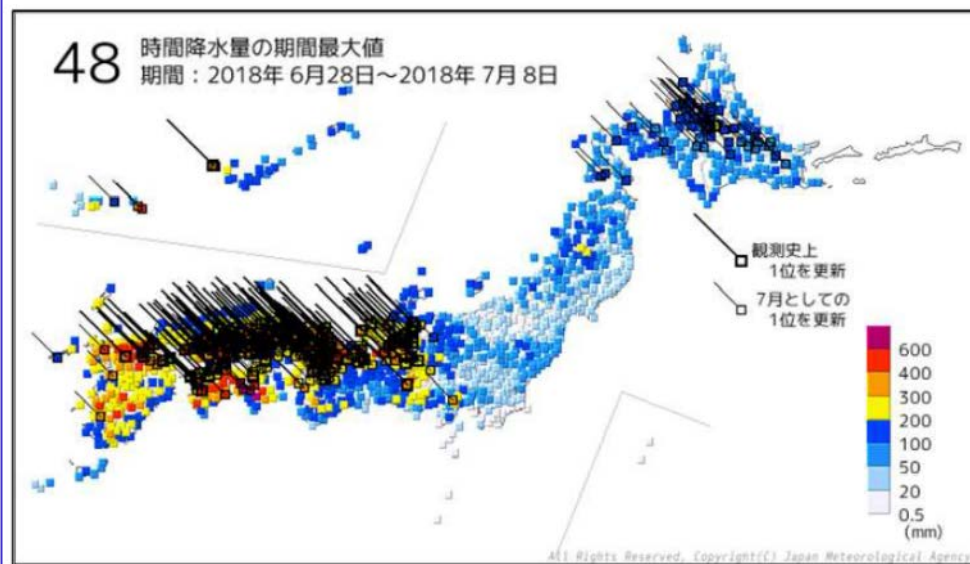 48
時間降水量の期間最大値
期間：2018年 6月28日～2018年 7月 8日
観測史上
1位を更新
7月としての
1位を更新
600
400
300
200
100
50
20
0.5
(mm)
All Rights Reserved, Copyright(C) Japan Meteorological Agency